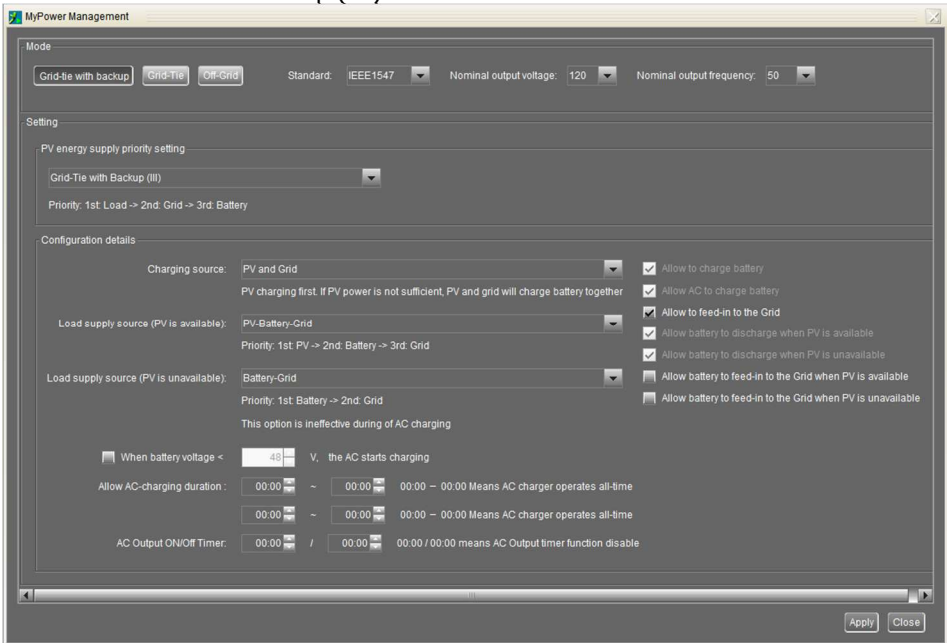 MyPower Management
Mode
Grid-tie with backup Grid-Tie Off-Grid Standard: IEEE1547 Nominal output voltage: 120 Nominal output frequency: 50
Setting
PV energy supply priority setting
Grid-Tie with Backup (III)
Priority: 1st: Load -> 2nd: Grid -> 3rd: Battery
Configuration details
Charging source: PV and Grid
PV charging first. If PV power is not sufficient, PV and grid will charge battery together
Load supply source (PV is available): PV-Battery-Grid
Priority: 1st: PV -> 2nd: Battery -> 3rd: Grid
Load supply source (PV is unavailable): Battery-Grid
Priority: 1st: Battery -> 2nd: Grid
This option is ineffective during of AC charging
Allow to charge battery
Allow AC to charge battery
Allow to feed-in to the Grid
Allow battery to discharge when PV is available
Allow battery to discharge when PV is unavailable
Allow battery to feed-in to the Grid when PV is available
Allow battery to feed-in to the Grid when PV is unavailable
When battery voltage < 48 V, the AC starts charging
Allow AC-charging duration : 00:00 ~ 00:00 00:00 – 00:00 Means AC charger operates all-time
00:00 ~ 00:00 00:00 – 00:00 Means AC charger operates all-time
AC Output ON/Off Timer: 00:00 / 00:00 00:00 / 00:00 means AC Output timer function disable
Apply Close